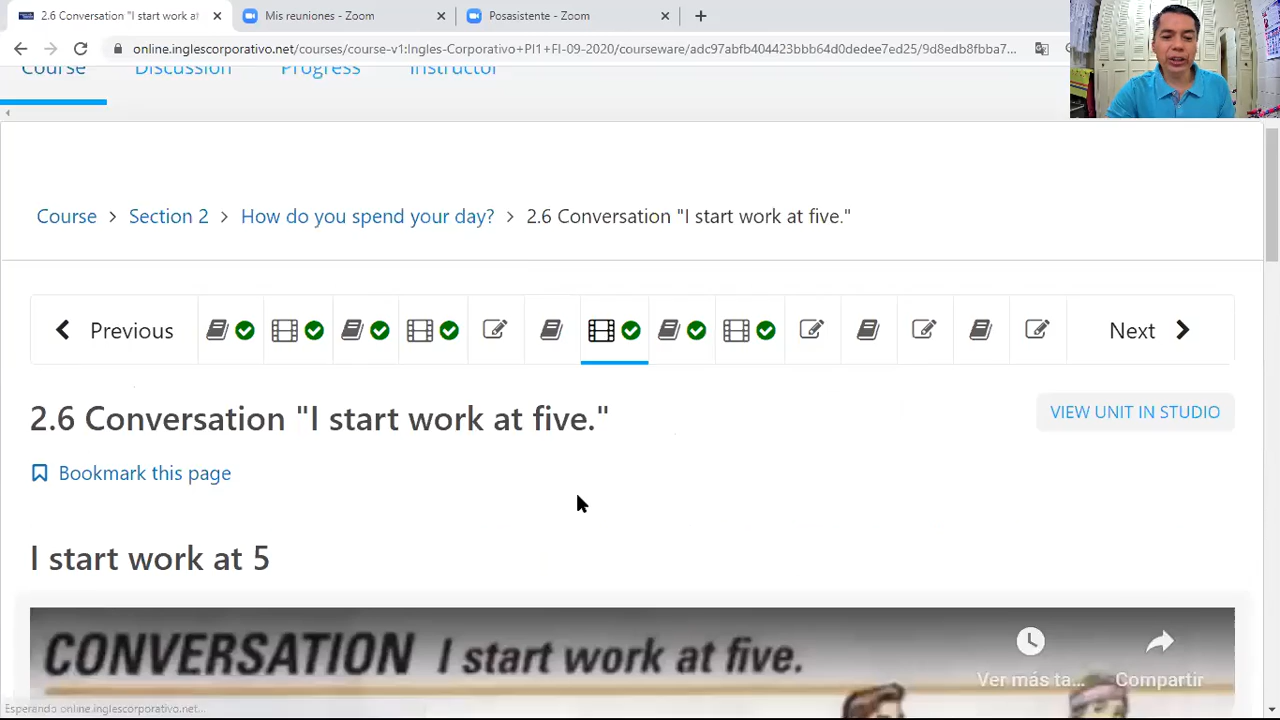 2.6 Conversation "I start work at
Mis reuniones - Zoom
Posasistente - Zoom
online.inglescorporativo.net/courses/course-v1:Ingles-Corporativo+PI1+FI-09-2020/courseware/adc97abfb404423bbb64d0dedee7ed25/9d8edb8fbba7...
Course Discussion Progress Instructor
Course > Section 2 > How do you spend your day? > 2.6 Conversation "I start work at five."
Previous Next
2.6 Conversation "I start work at five."
VIEW UNIT IN STUDIO
Bookmark this page
I start work at 5
CONVERSATION I start work at five.
Ver más ta... Compartir
Esperando online.inglescorporativo.net...